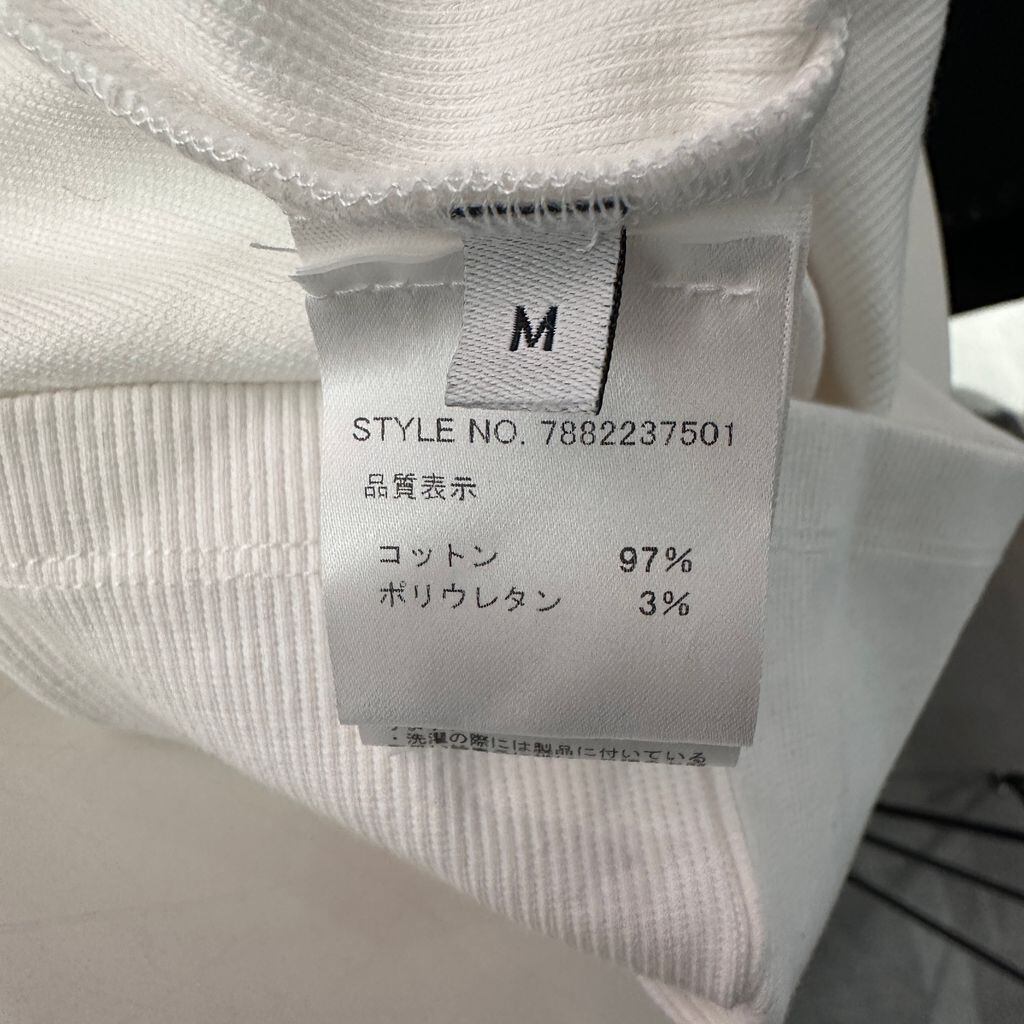 M
STYLE NO. 7882237501
品質表示
コットン 97%
ポリウレタン 3%
・洗濯の際には製品に付いている